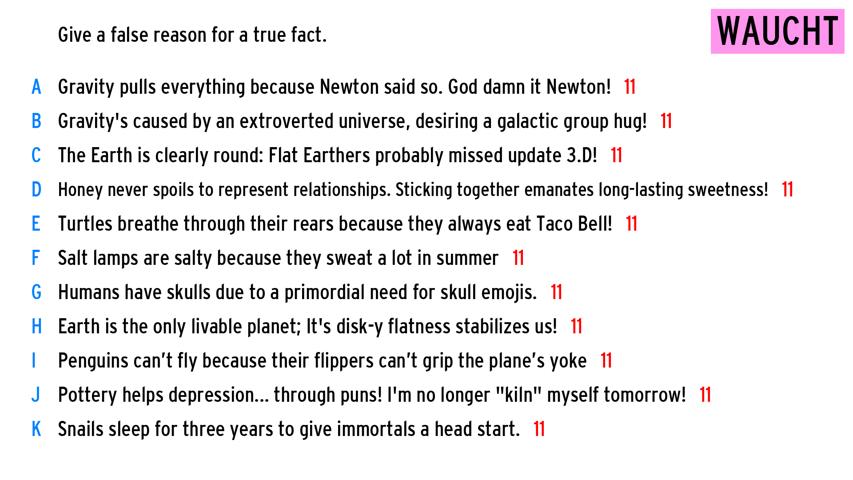 Give a false reason for a true fact.
WAUCHT
A Gravity pulls everything because Newton said so. God damn it Newton! 11
B Gravity's caused by an extroverted universe, desiring a galactic group hug! 11
C The Earth is clearly round: Flat Earthers probably missed update 3.D! 11
D Honey never spoils to represent relationships. Sticking together emanates long-lasting sweetness! 11
E Turtles breathe through their rears because they always eat Taco Bell! 11
F Salt lamps are salty because they sweat a lot in summer 11
G Humans have skulls due to a primordial need for skull emojis. 11
H Earth is the only livable planet; It's disk-y flatness stabilizes us! 11
I Penguins can’t fly because their flippers can’t grip the plane’s yoke 11
J Pottery helps depression... through puns! I'm no longer "kiln" myself tomorrow! 11
K Snails sleep for three years to give immortals a head start. 11